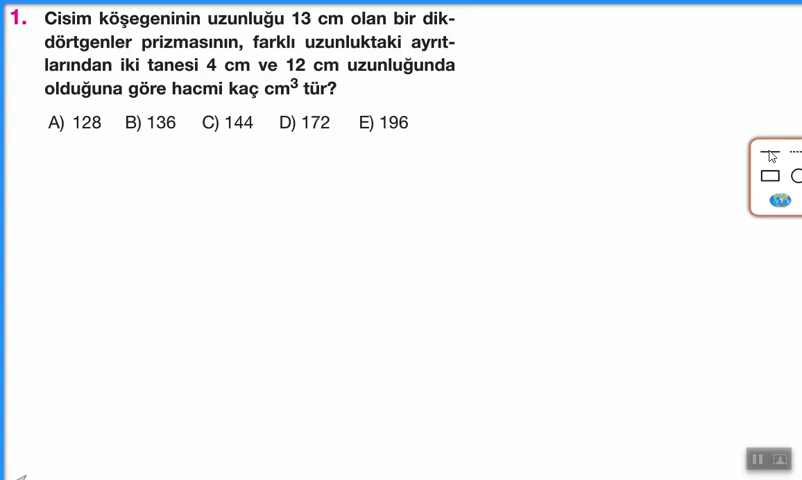 1. Cisim köşegeninin uzunluğu 13 cm olan bir dik-
dörtgenler prizmasının, farklı uzunluktaki ayrıt-
larından iki tanesi 4 cm ve 12 cm uzunluğunda
olduğuna göre hacmi kaç cm³ tür?
A) 128 B) 136 C) 144 D) 172 E) 196